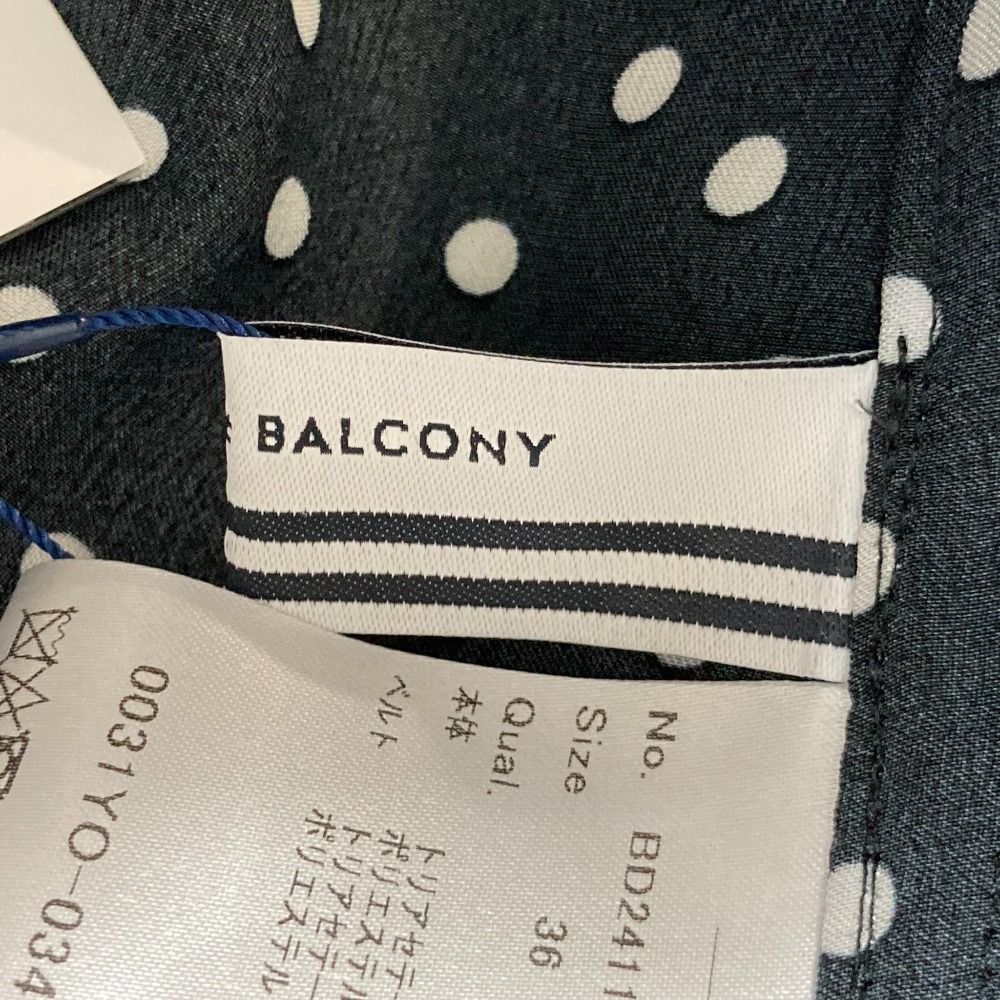 BALCONY
No. BD2411
Size 36
Qual.
本体 トリアセテ
ポリエステル
ベルト トリアセテ
ポリエステル
0031YO-034